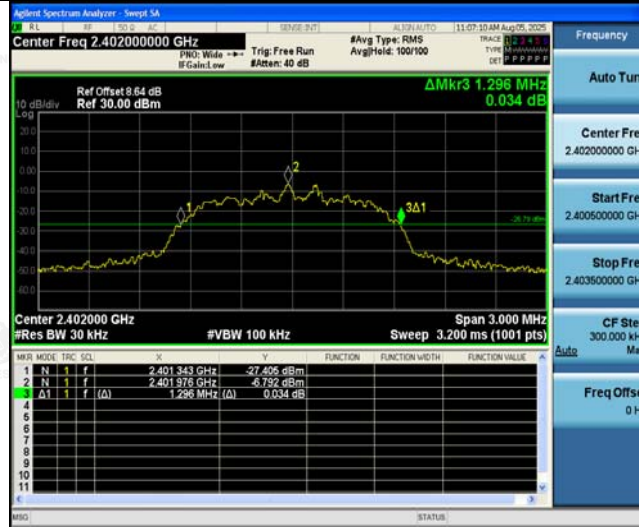 Agilent Spectrum Analyzer - Swept SA
RL RF 50 Ω AC SENSE:INT ALIGN AUTO 11:07:10 AM Aug 05, 2025
Center Freq 2.402000000 GHz
PNO: Wide Trig: Free Run #Avg Type: RMS TRACE 1 2 3 4 5 6
IFGain:Low #Atten: 40 dB Avg|Hold: 100/100 TYPE M
DET P P P P P P
Ref Offset 8.64 dB ΔMkr3 1.296 MHz
10 dB/div Ref 30.00 dBm 0.034 dB
Log
20.0
10.0
0.00
-10.0
-20.0
-30.0
-40.0
-50.0
-60.0
1
2
3Δ1
Center 2.402000 GHz Span 3.000 MHz
#Res BW 30 kHz #VBW 100 kHz Sweep 3.200 ms (1001 pts)
MKR MODE TRC SCL X Y FUNCTION FUNCTION WIDTH FUNCTION VALUE
1 N 1 f 2.401 343 GHz -27.405 dBm
2 N 1 f 2.401 976 GHz -6.792 dBm
3 Δ1 1 f (Δ) 1.296 MHz (Δ) 0.034 dB
4
5
6
7
8
9
10
11
MSG STATUS
Frequency
Auto Tun
Center Fre
2.402000000 GH
Start Fre
2.400500000 GH
Stop Fre
2.403500000 GH
CF Ste
300.000 kH
Auto Ma
Freq Offse
0 H